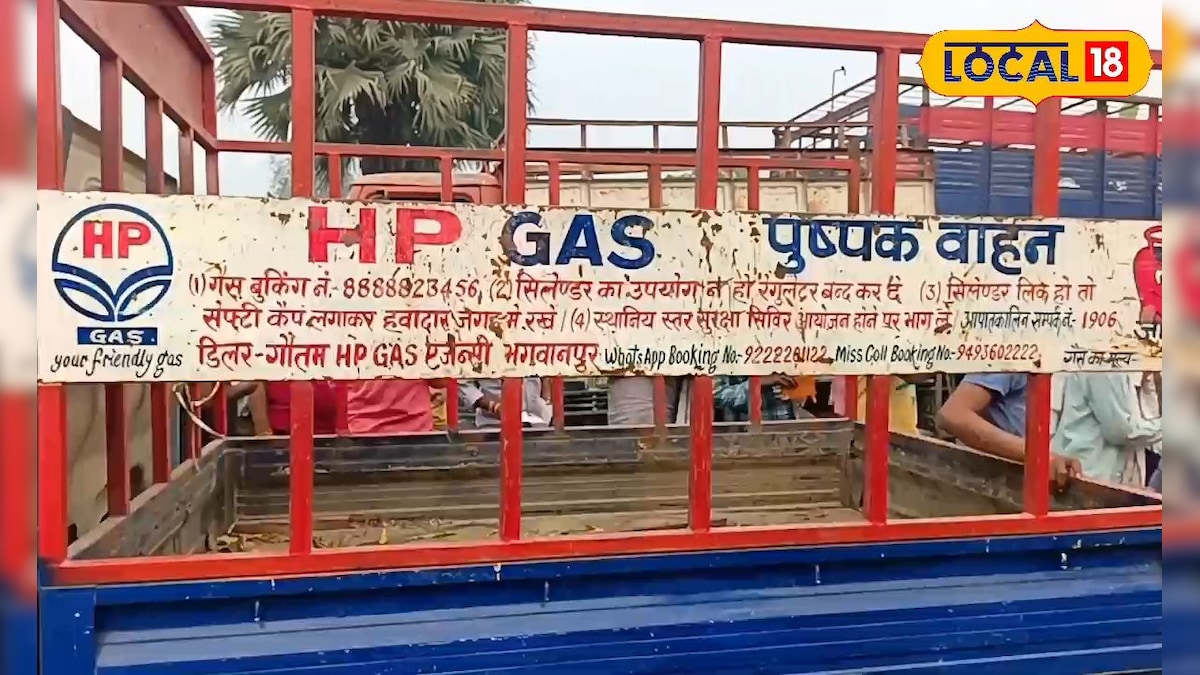 LOCAL 18
HP GAS पुष्पक वाहन
HP
GAS
your friendly gas
(1) गैस बुकिंग नं.- 8888823456, (2) सिलेण्डर का उपयोग न हो रेगुलेटर बन्द कर दें (3) सिलेण्डर लिक हो तो
सेफ्टी कैप लगाकर हवादार जगह में रखें। (4) स्थानिय स्तर सुरक्षा सिविर आयोजन होने पर भाग लें। आपातकालिन सम्पर्क नं.- 1906
डिलर-गौतम HP GAS एजेन्सी भगवानपुर WhatsApp Booking No.- 9222201122 Miss Coll Booking No.- 9493602222 गैस का मूल्य-